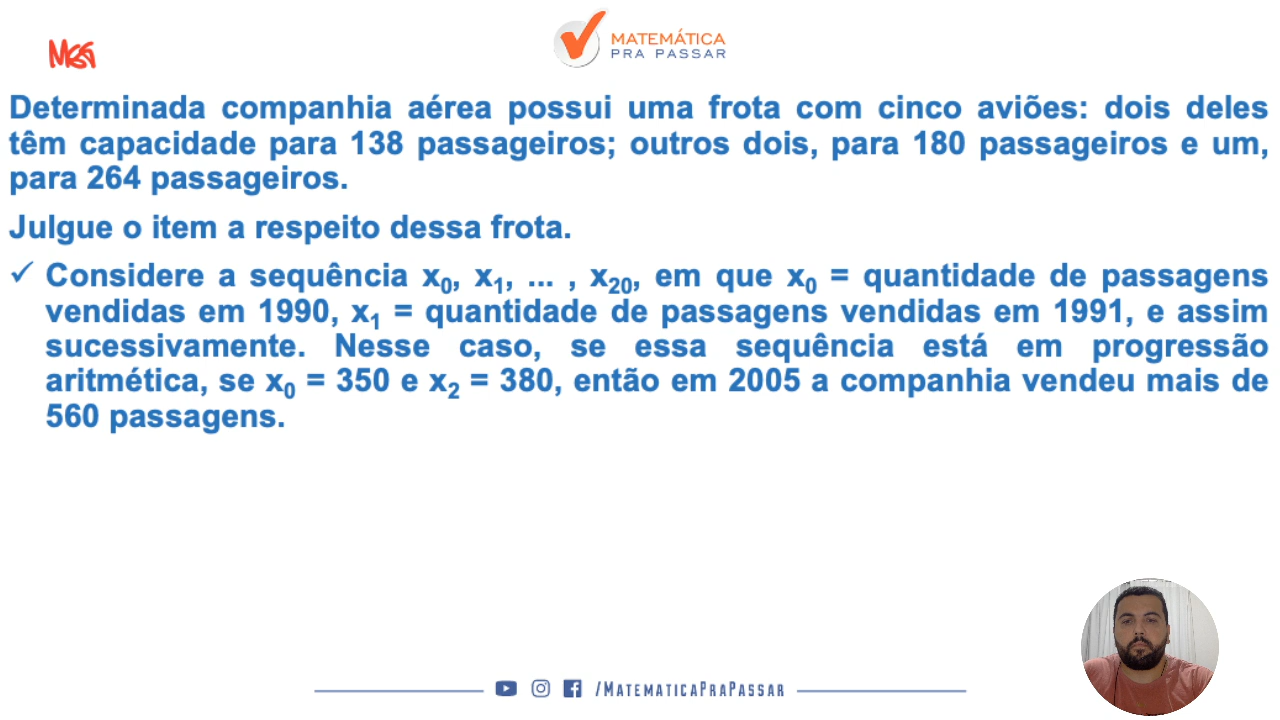 MATEMÁTICA
PRA PASSAR
Determinada companhia aérea possui uma frota com cinco aviões: dois deles
têm capacidade para 138 passageiros; outros dois, para 180 passageiros e um,
para 264 passageiros.
Julgue o item a respeito dessa frota.
✓ Considere a sequência x₀, x₁, ... , x₂₀, em que x₀ = quantidade de passagens
vendidas em 1990, x₁ = quantidade de passagens vendidas em 1991, e assim
sucessivamente. Nesse caso, se essa sequência está em progressão
aritmética, se x₀ = 350 e x₂ = 380, então em 2005 a companhia vendeu mais de
560 passagens.
/MATEMATICAPRAPASSAR